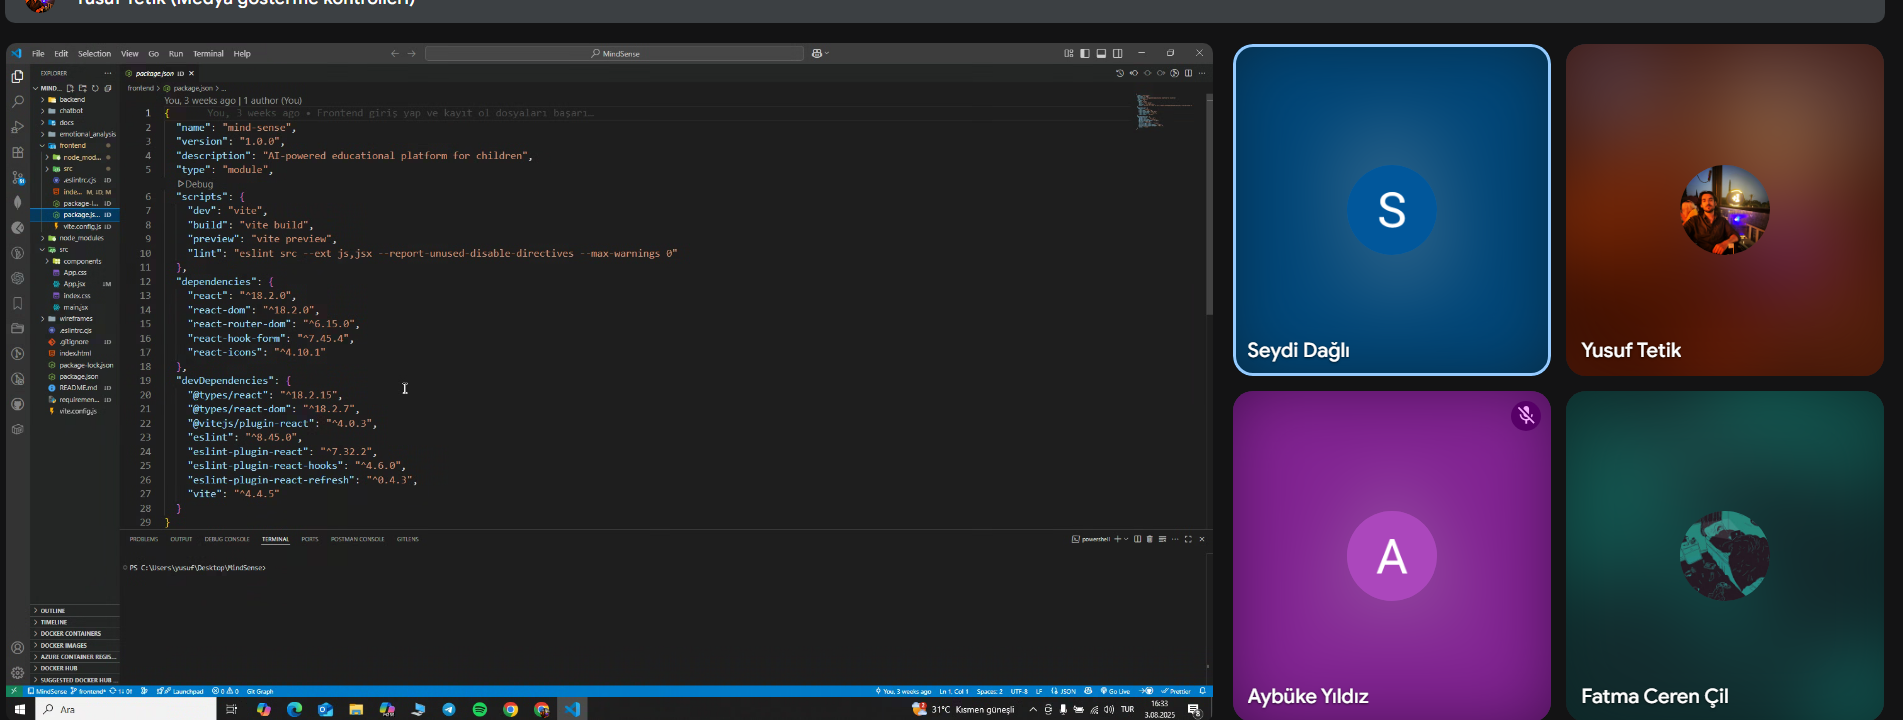 Yusuf Tetik (Medya gösterme kontrolleri)
File Edit Selection View Go Run Terminal Help
MindSense
EXPLORER
MIND...
backend
chatbot
docs
emotional_analysis
frontend
node_mod...
src
.eslintrc.cjs
inde... M, M
package-l...
package.js...
vite.config.js
node_modules
src
components
App.css
App.jsx
index.css
main.jsx
wireframes
.eslintrc.cjs
.gitignore
index.html
package-lock.json
package.json
README.md
requiremen...
vite.config.js
OUTLINE
TIMELINE
DOCKER CONTAINERS
DOCKER IMAGES
AZURE CONTAINER REGIS...
DOCKER HUB
SUGGESTED DOCKER HUB ...
package.json
frontend > package.json > ...
You, 3 weeks ago | 1 author (You)
1 { You, 3 weeks ago • Frontend giriş yap ve kayıt ol dosyaları başarı…
2 "name": "mind-sense",
3 "version": "1.0.0",
4 "description": "AI-powered educational platform for children",
5 "type": "module",
Debug
6 "scripts": {
7 "dev": "vite",
8 "build": "vite build",
9 "preview": "vite preview",
10 "lint": "eslint src --ext js,jsx --report-unused-disable-directives --max-warnings 0"
11 },
12 "dependencies": {
13 "react": "^18.2.0",
14 "react-dom": "^18.2.0",
15 "react-router-dom": "^6.15.0",
16 "react-hook-form": "^7.45.4",
17 "react-icons": "^4.10.1"
18 },
19 "devDependencies": {
20 "@types/react": "^18.2.15",
21 "@types/react-dom": "^18.2.7",
22 "@vitejs/plugin-react": "^4.0.3",
23 "eslint": "^8.45.0",
24 "eslint-plugin-react": "^7.32.2",
25 "eslint-plugin-react-hooks": "^4.6.0",
26 "eslint-plugin-react-refresh": "^0.4.3",
27 "vite": "^4.4.5"
28 }
29 }
PROBLEMS OUTPUT DEBUG CONSOLE TERMINAL PORTS POSTMAN CONSOLE GITLENS
powershell
PS C:\Users\yusuf\Desktop\MindSense>
MindSense frontend* Launchpad 0 0 Git Graph
You, 3 weeks ago Ln 1, Col 1 Spaces: 2 UTF-8 LF JSON Go Live Prettier
Ara
31°C Kısmen güneşli
TUR
16:33
3.08.2025
Seydi Dağlı
S
Yusuf Tetik
Aybüke Yıldız
A
Fatma Ceren Çil